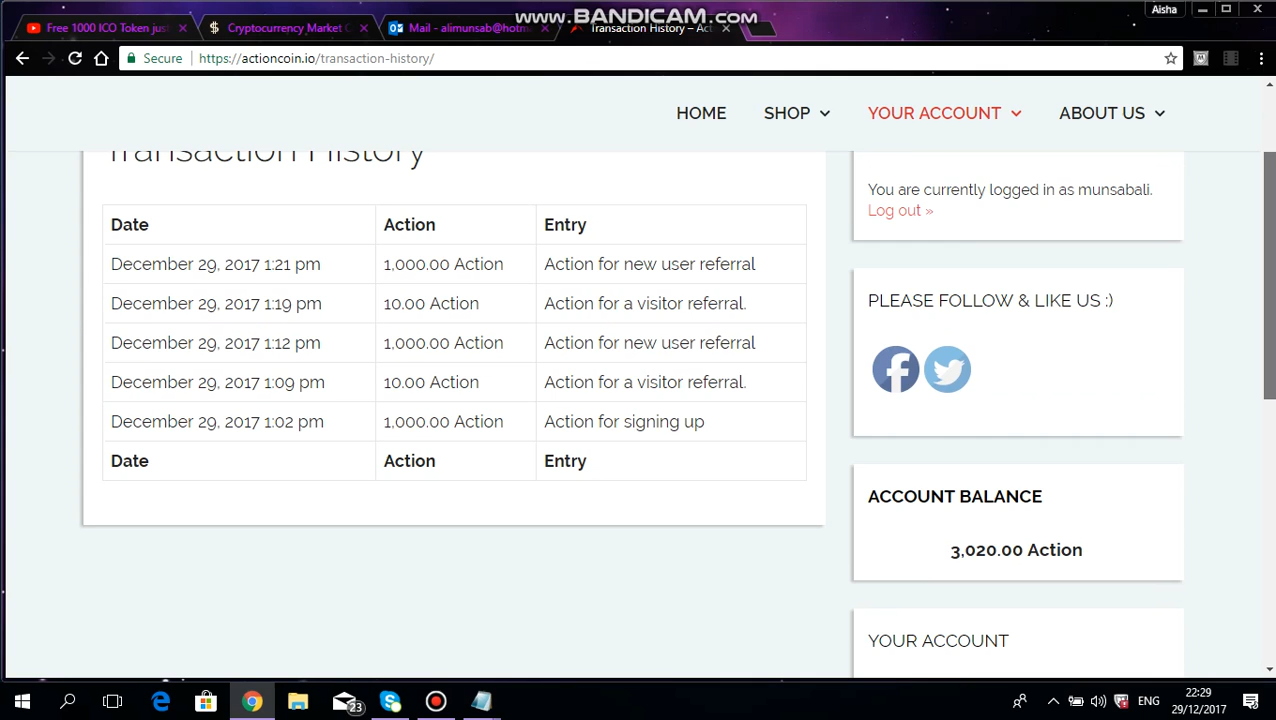 www.BANDICAM.com
Aisha
Free 1000 ICO Token jus
Cryptocurrency Market C
Mail - alimunsab@hotm
Transaction History – Act
Secure
https://actioncoin.io/transaction-history/
HOME
SHOP
YOUR ACCOUNT
ABOUT US
Transaction History
You are currently logged in as munsabali.
Log out »
Date Action Entry
December 29, 2017 1:21 pm 1,000.00 Action Action for new user referral
December 29, 2017 1:19 pm 10.00 Action Action for a visitor referral.
December 29, 2017 1:12 pm 1,000.00 Action Action for new user referral
December 29, 2017 1:09 pm 10.00 Action Action for a visitor referral.
December 29, 2017 1:02 pm 1,000.00 Action Action for signing up
Date Action Entry
PLEASE FOLLOW & LIKE US :)
ACCOUNT BALANCE
3,020.00 Action
YOUR ACCOUNT
23
ENG
22:29
29/12/2017